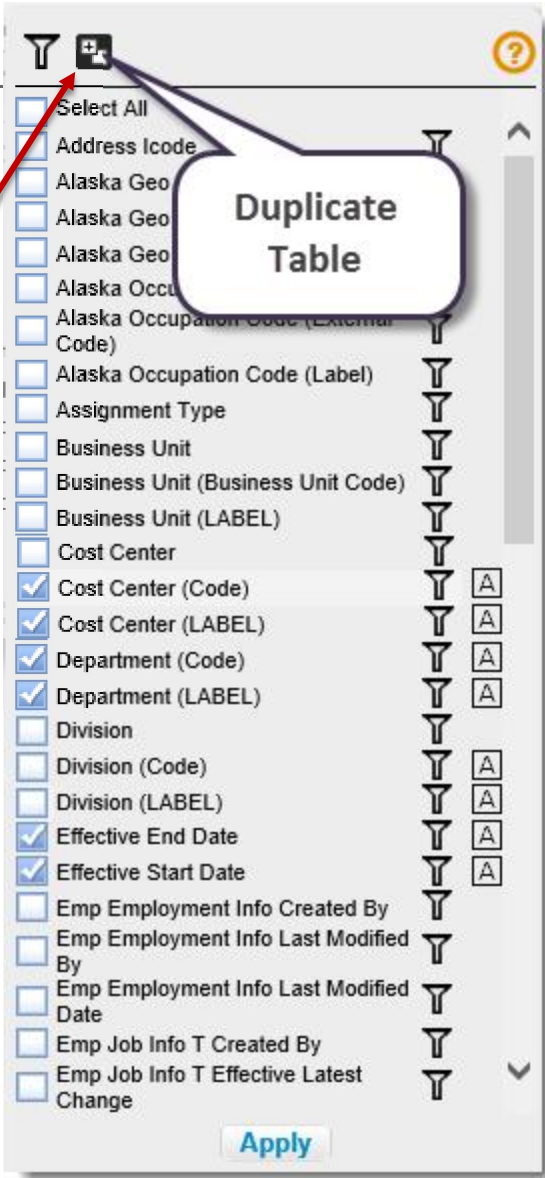 ?
Select All
Address Icode
Duplicate
Table
Alaska Geo
Alaska Geo
Alaska Geo
Alaska Occu
Alaska Occupation Code (External
Code)
Alaska Occupation Code (Label)
Assignment Type
Business Unit
Business Unit (Business Unit Code)
Business Unit (LABEL)
Cost Center
Cost Center (Code) A
Cost Center (LABEL) A
Department (Code) A
Department (LABEL) A
Division
Division (Code) A
Division (LABEL) A
Effective End Date A
Effective Start Date A
Emp Employment Info Created By
Emp Employment Info Last Modified
By
Emp Employment Info Last Modified
Date
Emp Job Info T Created By
Emp Job Info T Effective Latest
Change
Apply